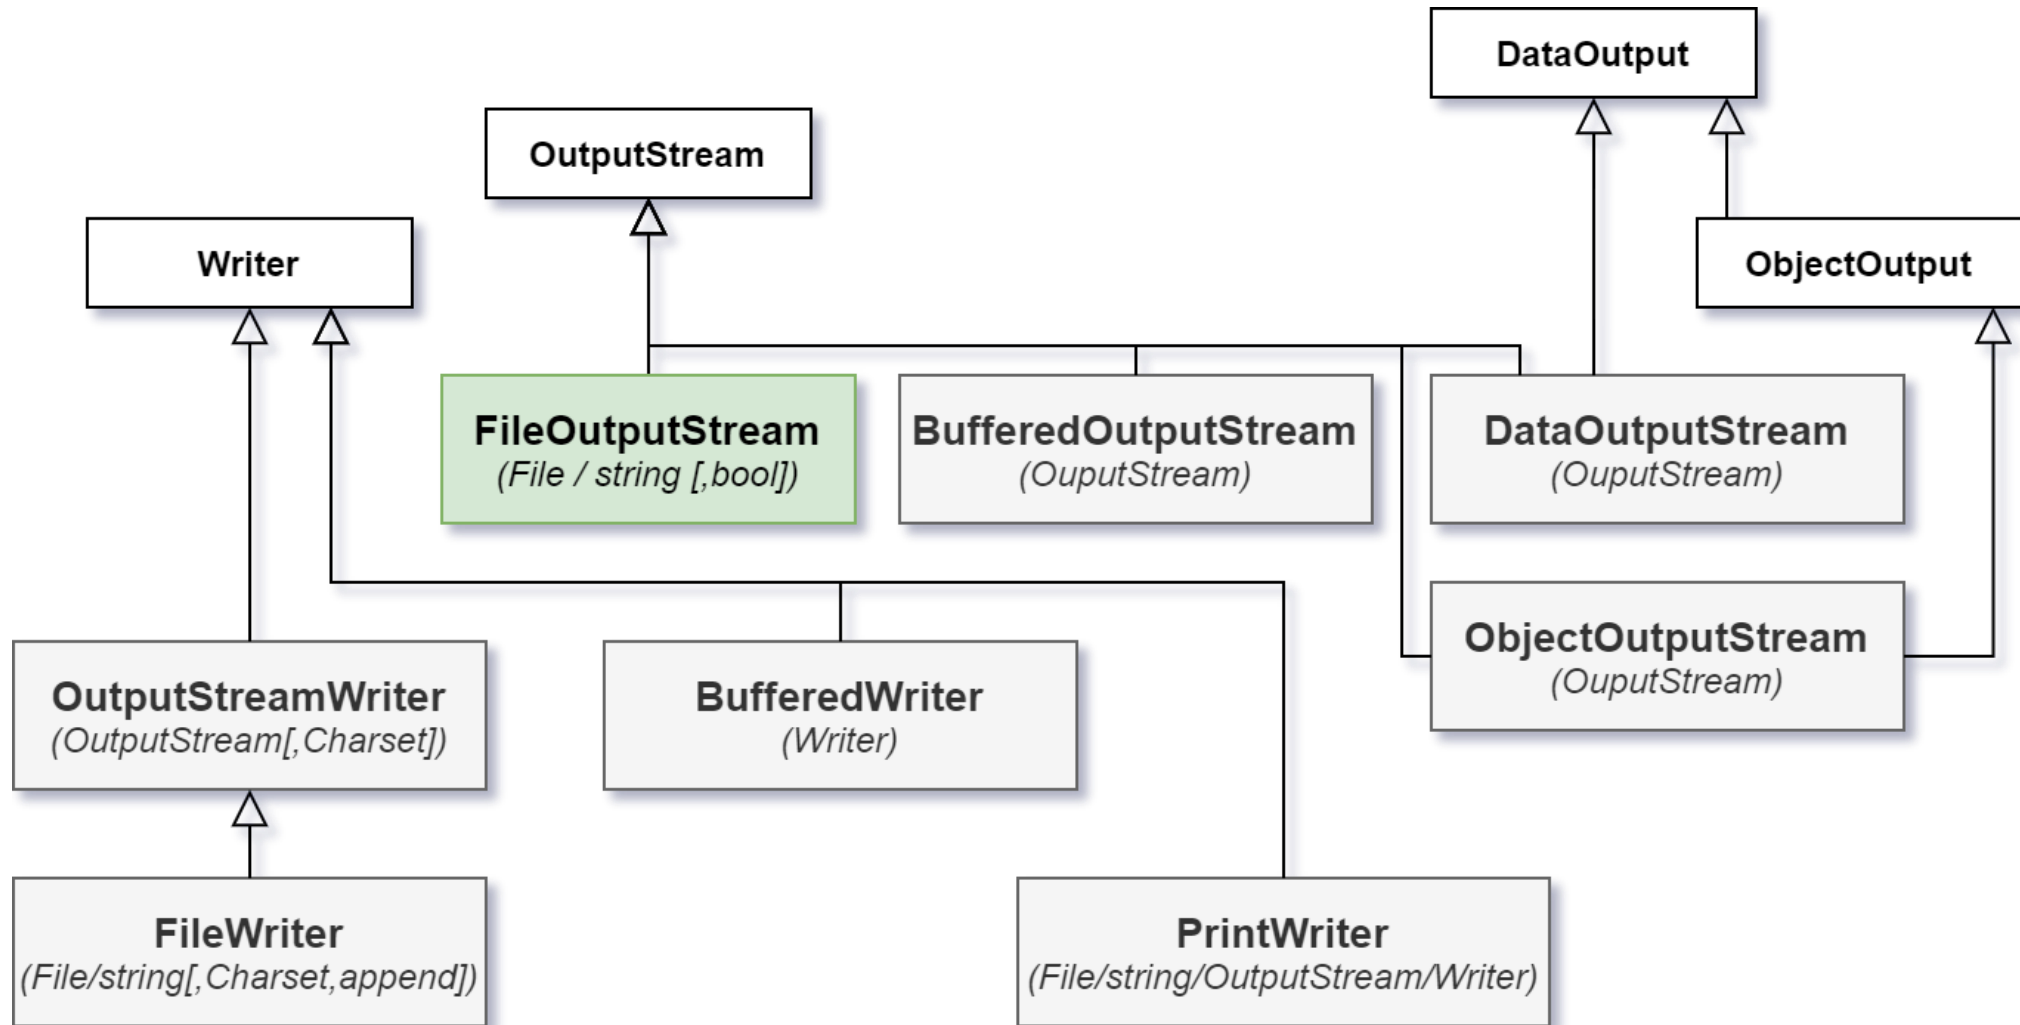 DataOutput
OutputStream
Writer
ObjectOutput
FileOutputStream
(File / string [,bool])
BufferedOutputStream
(OuputStream)
DataOutputStream
(OuputStream)
ObjectOutputStream
(OuputStream)
OutputStreamWriter
(OutputStream[,Charset])
BufferedWriter
(Writer)
FileWriter
(File/string[,Charset,append])
PrintWriter
(File/string/OutputStream/Writer)